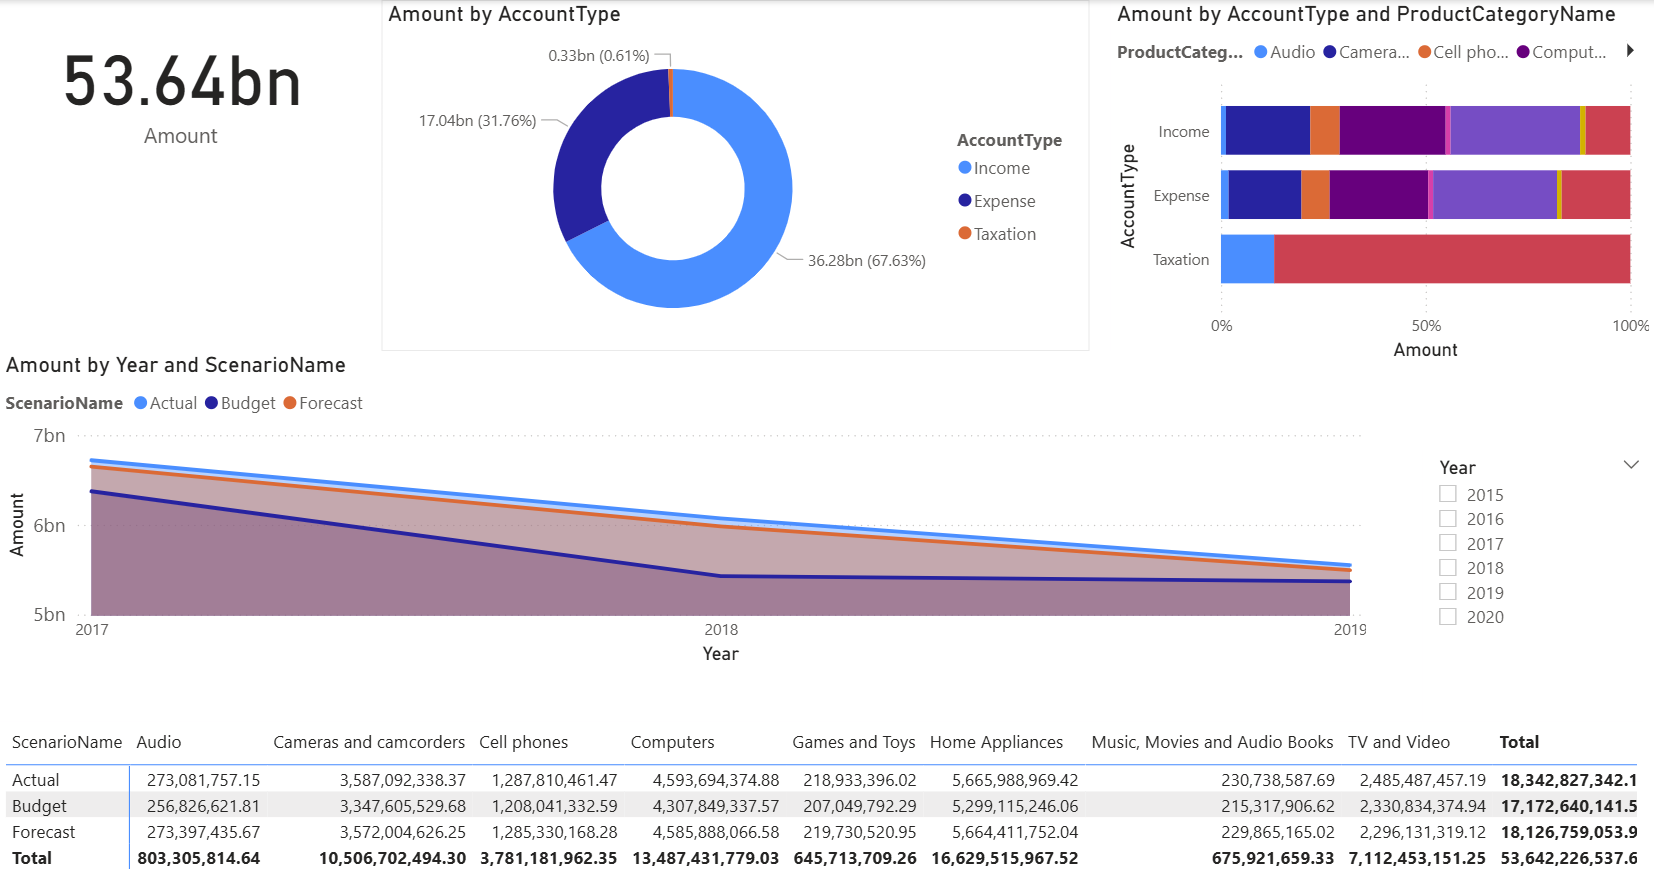 53.64bn
Amount
Amount by AccountType
0.33bn (0.61%)
17.04bn (31.76%)
36.28bn (67.63%)
AccountType
Income
Expense
Taxation
Amount by AccountType and ProductCategoryName
ProductCateg... Audio Camera... Cell pho... Comput...
AccountType
Income
Expense
Taxation
0% 50% 100%
Amount
Amount by Year and ScenarioName
ScenarioName Actual Budget Forecast
Amount
7bn
6bn
5bn
2017 2018 2019
Year
Year
2015
2016
2017
2018
2019
2020
ScenarioName Audio Cameras and camcorders Cell phones Computers Games and Toys Home Appliances Music, Movies and Audio Books TV and Video Total
Actual 273,081,757.15 3,587,092,338.37 1,287,810,461.47 4,593,694,374.88 218,933,396.02 5,665,988,969.42 230,738,587.69 2,485,487,457.19 18,342,827,342.1
Budget 256,826,621.81 3,347,605,529.68 1,208,041,332.59 4,307,849,337.57 207,049,792.29 5,299,115,246.06 215,317,906.62 2,330,834,374.94 17,172,640,141.5
Forecast 273,397,435.67 3,572,004,626.25 1,285,330,168.28 4,585,888,066.58 219,730,520.95 5,664,411,752.04 229,865,165.02 2,296,131,319.12 18,126,759,053.9
Total 803,305,814.64 10,506,702,494.30 3,781,181,962.35 13,487,431,779.03 645,713,709.26 16,629,515,967.52 675,921,659.33 7,112,453,151.25 53,642,226,537.6